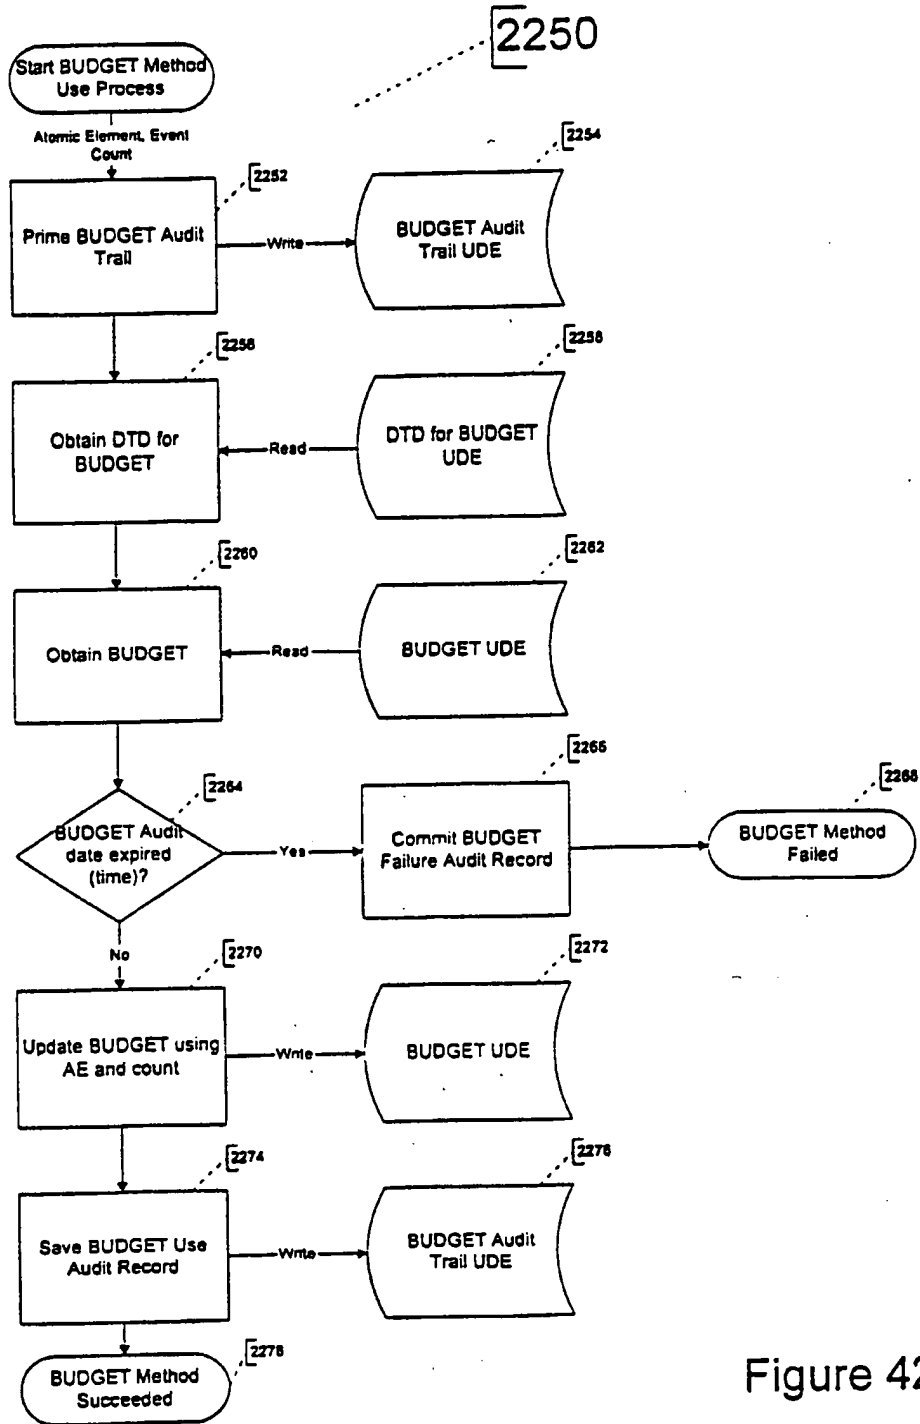 2250
Start BUDGET Method
Use Process
Atomic Element, Event
Count
2252
Prime BUDGET Audit
Trail
Write
2254
BUDGET Audit
Trail UDE
2256
Obtain DTD for
BUDGET
Read
2258
DTD for BUDGET
UDE
2260
Obtain BUDGET
Read
2262
BUDGET UDE
2264
BUDGET Audit
date expired
(time)?
Yes
2266
Commit BUDGET
Failure Audit Record
2268
BUDGET Method
Failed
No
2270
Update BUDGET using
AE and count
Write
2272
BUDGET UDE
2274
Save BUDGET Use
Audit Record
Write
2276
BUDGET Audit
Trail UDE
2278
BUDGET Method
Succeeded
Figure 42